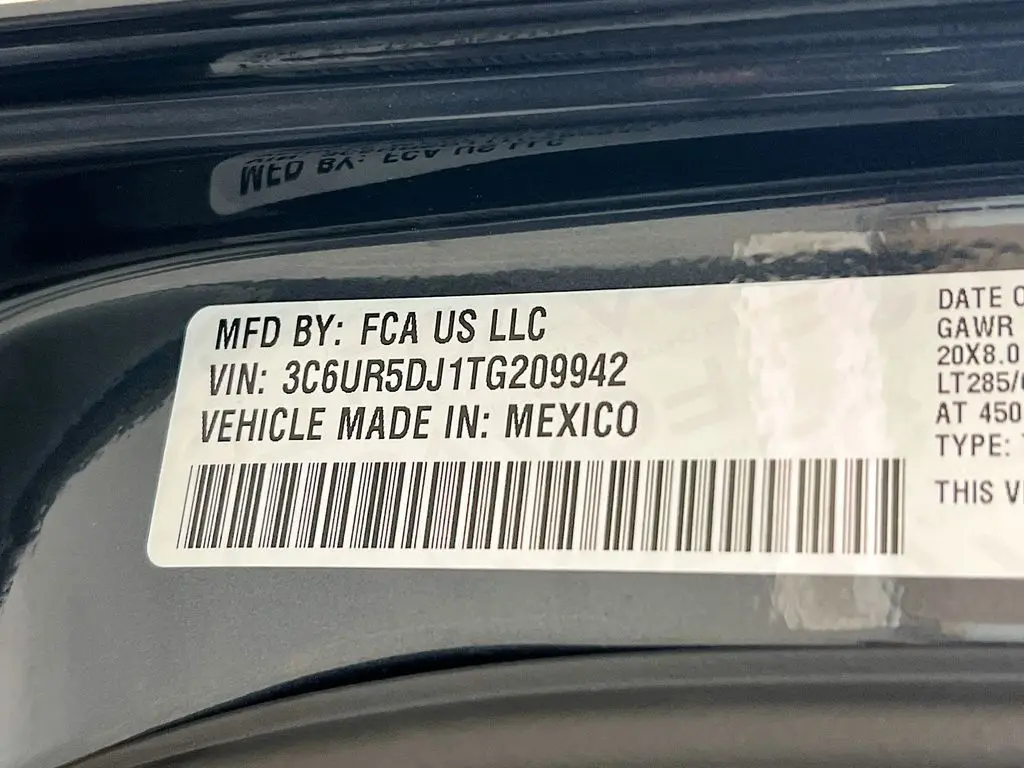 MFD BY: FCA US LLC
VIN: 3C6UR5DJ1TG209942
VEHICLE MADE IN: MEXICO
DATE O
GAWR
20X8.0
LT285/
AT 450
TYPE:
THIS V